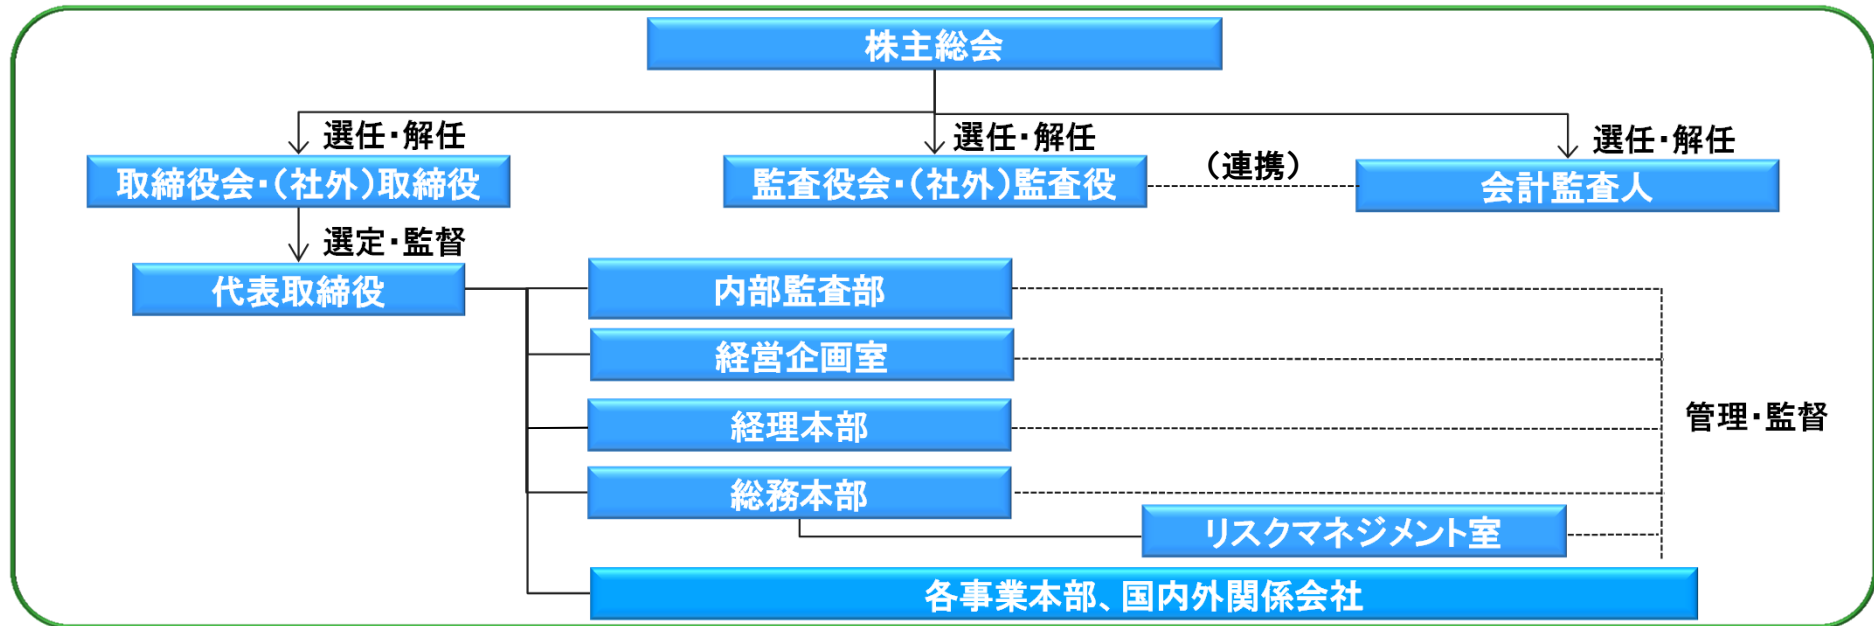 株主総会
選任・解任
選任・解任
選任・解任
取締役会・(社外)取締役
監査役会・(社外)監査役
(連携)
会計監査人
選定・監督
代表取締役
内部監査部
経営企画室
経理本部
管理・監督
総務本部
リスクマネジメント室
各事業本部、国内外関係会社